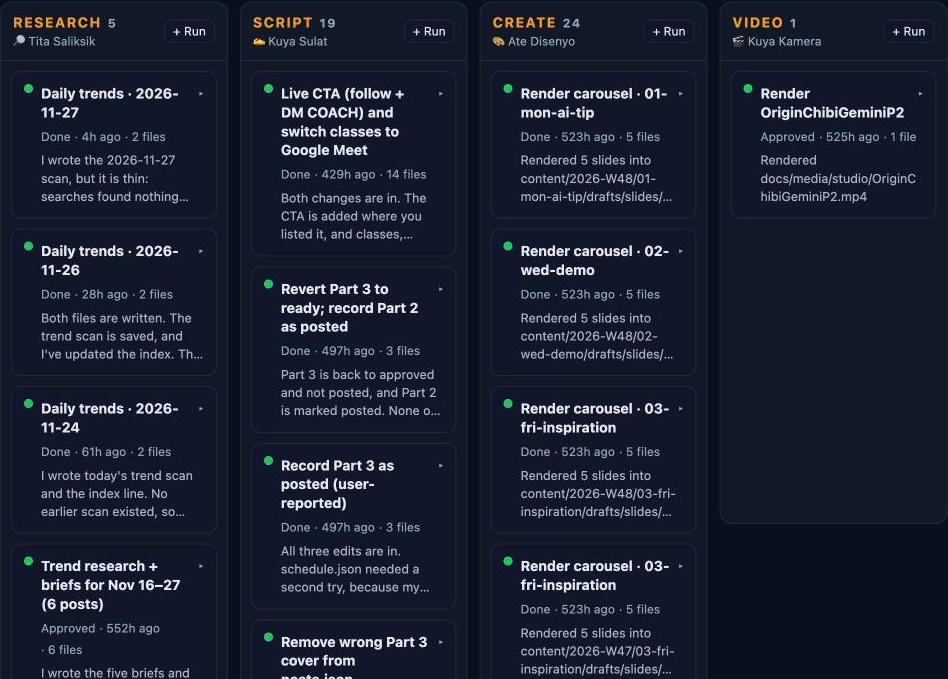 RESEARCH 5
🔎 Tita Saliksik
+ Run
Daily trends · 2026-
11-27
Done · 4h ago · 2 files
I wrote the 2026-11-27
scan, but it is thin:
searches found nothing…
Daily trends · 2026-
11-26
Done · 28h ago · 2 files
Both files are written. The
trend scan is saved, and
I've updated the index. Th…
Daily trends · 2026-
11-24
Done · 61h ago · 2 files
I wrote today's trend scan
and the index line. No
earlier scan existed, so…
Trend research +
briefs for Nov 16–27
(6 posts)
Approved · 552h ago
· 6 files
I wrote the five briefs and
SCRIPT 19
✍️ Kuya Sulat
+ Run
Live CTA (follow +
DM COACH) and
switch classes to
Google Meet
Done · 429h ago · 14 files
Both changes are in. The
CTA is added where you
listed it, and classes,…
Revert Part 3 to
ready; record Part 2
as posted
Done · 497h ago · 3 files
Part 3 is back to approved
and not posted, and Part 2
is marked posted. None o…
Record Part 3 as
posted (user-
reported)
Done · 497h ago · 3 files
All three edits are in.
schedule.json needed a
second try, because my…
Remove wrong Part 3
cover from
posts.json
CREATE 24
🎨 Ate Disenyo
+ Run
Render carousel · 01-
mon-ai-tip
Done · 523h ago · 5 files
Rendered 5 slides into
content/2026-W48/01-
mon-ai-tip/drafts/slides/…
Render carousel · 02-
wed-demo
Done · 523h ago · 5 files
Rendered 5 slides into
content/2026-W48/02-
wed-demo/drafts/slides/…
Render carousel · 03-
fri-inspiration
Done · 523h ago · 5 files
Rendered 5 slides into
content/2026-W48/03-fri-
inspiration/drafts/slides/…
Render carousel · 03-
fri-inspiration
Done · 523h ago · 5 files
Rendered 5 slides into
content/2026-W47/03-fri-
inspiration/drafts/slides/…
VIDEO 1
🎬 Kuya Kamera
+ Run
Render
OriginChibiGeminiP2
Approved · 525h ago · 1 file
Rendered
docs/media/studio/OriginC
hibiGeminiP2.mp4